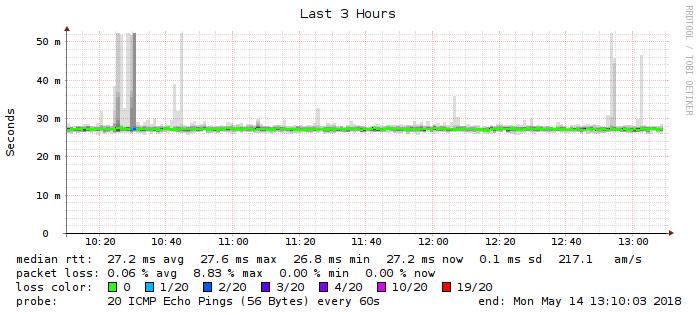 Last 3 Hours
RRDTOOL / TOBI OETIKER
Seconds
50 m
40 m
30 m
20 m
10 m
0
10:20 10:40 11:00 11:20 11:40 12:00 12:20 12:40 13:00
median rtt: 27.2 ms avg 27.6 ms max 26.8 ms min 27.2 ms now 0.1 ms sd 217.1 am/s
packet loss: 0.06 % avg 8.83 % max 0.00 % min 0.00 % now
loss color: 0 1/20 2/20 3/20 4/20 10/20 19/20
probe: 20 ICMP Echo Pings (56 Bytes) every 60s end: Mon May 14 13:10:03 2018